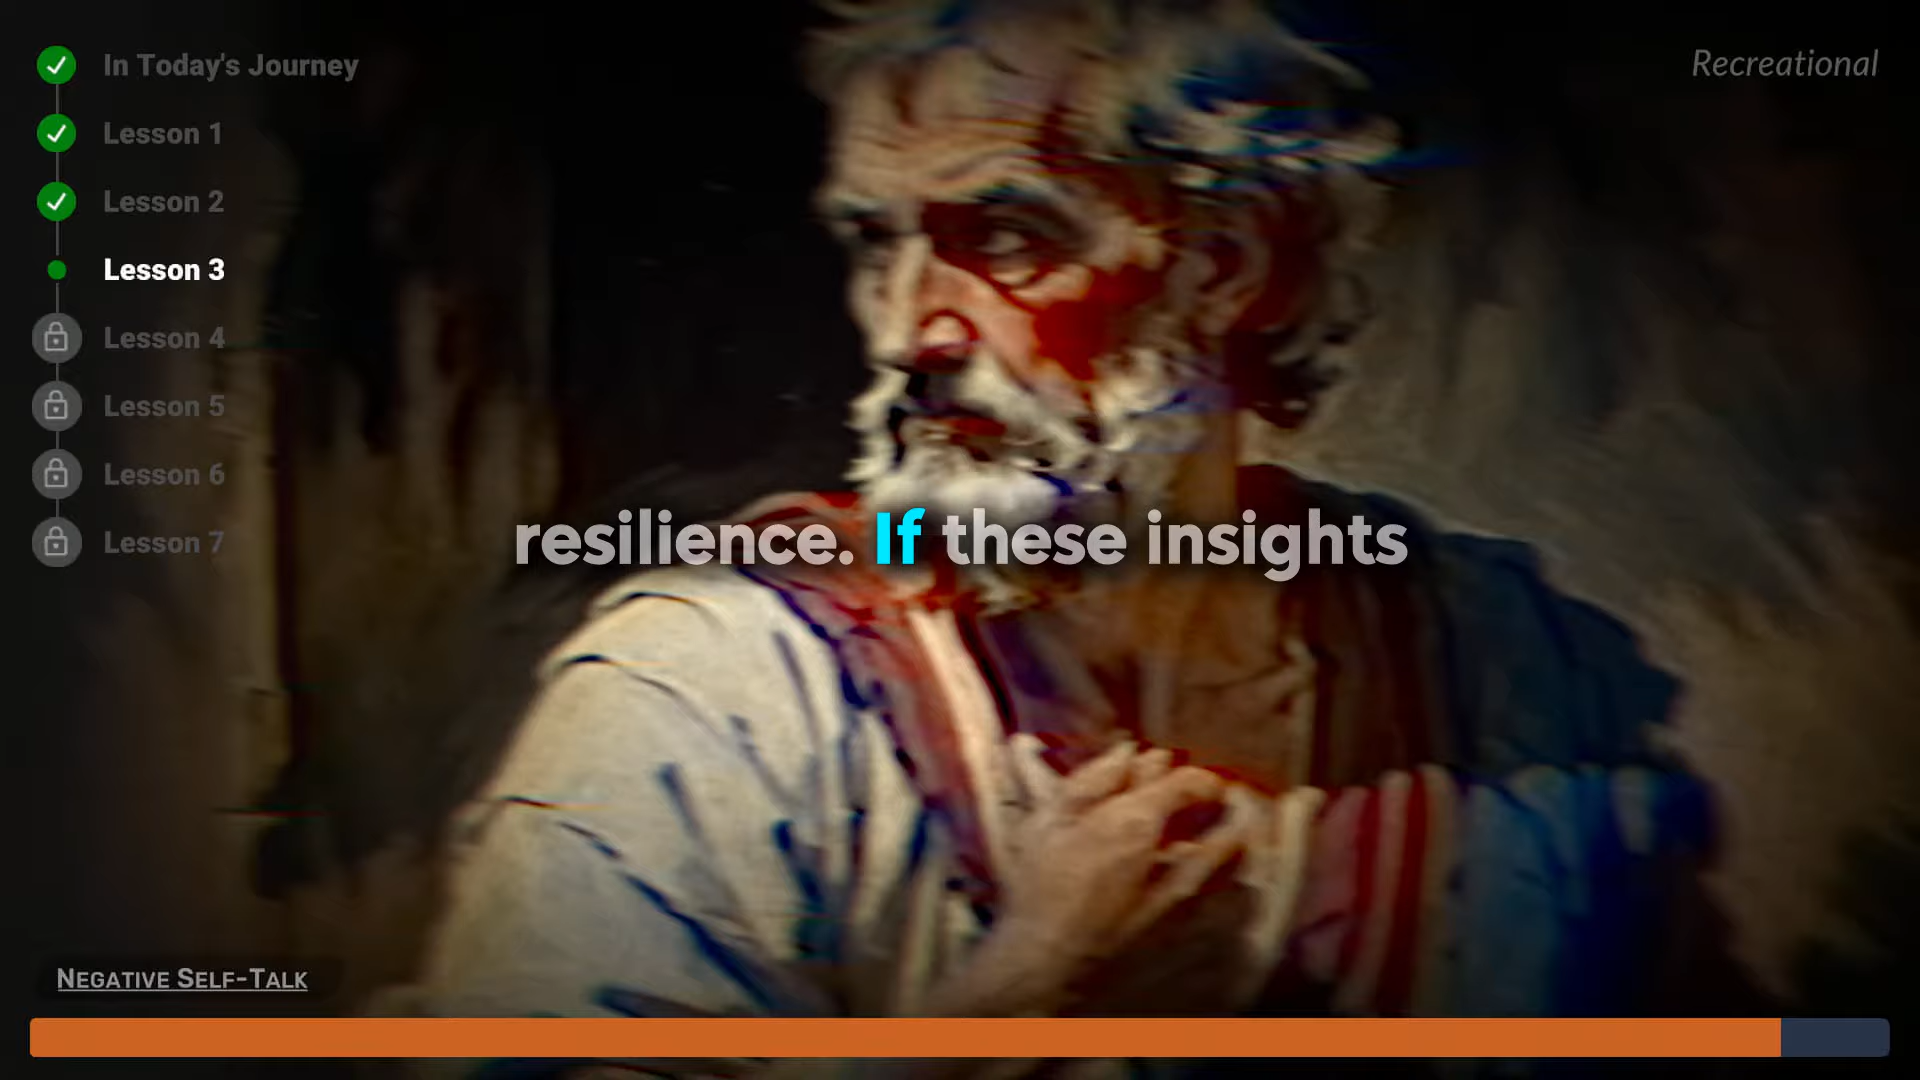 In Today's Journey
Recreational
Lesson 1
Lesson 2
Lesson 3
Lesson 4
Lesson 5
Lesson 6
Lesson 7
resilience. If these insights
Negative Self-Talk